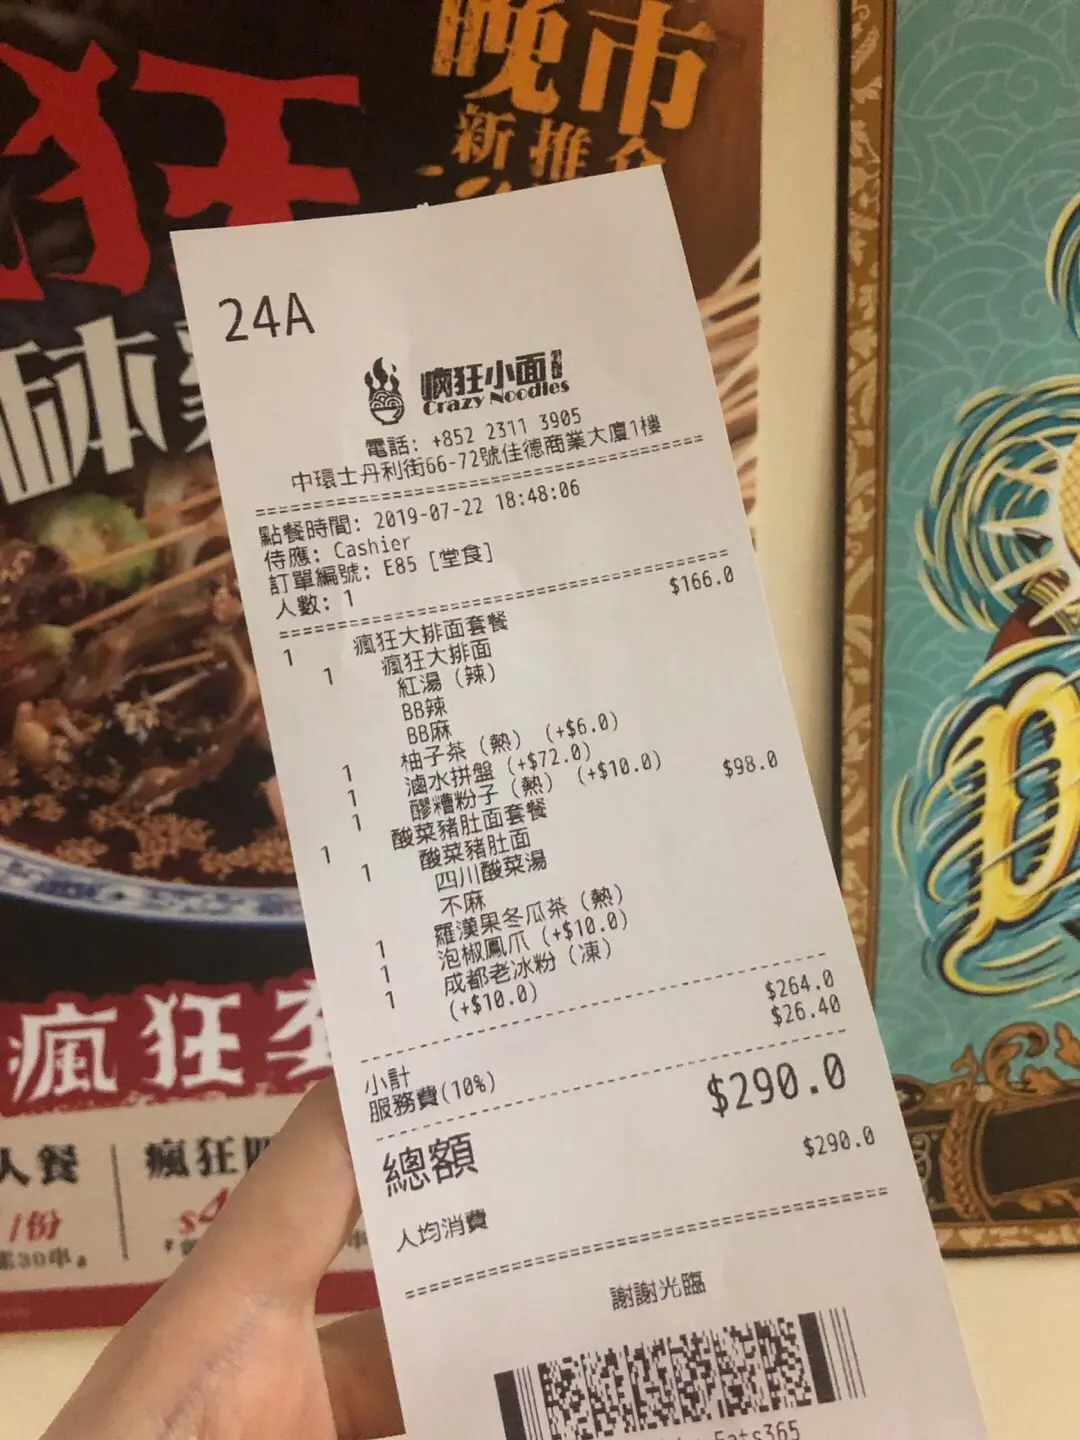 狂
晚市
新推介
24A
瘋狂小面
Crazy Noodles
電話: +852 2311 3905
中環士丹利街66-72號佳德商業大廈1樓
點餐時間: 2019-07-22 18:48:06
侍應: Cashier
訂單編號: E85 [堂食]
人數: 1
1 瘋狂大排面套餐 $166.0
1 瘋狂大排面
紅湯 (辣)
BB辣
BB麻
1 柚子茶 (熱) (+$6.0)
1 滷水拼盤 (+$72.0)
1 醪糟粉子 (熱) (+$10.0)
1 酸菜豬肚面套餐 $98.0
1 酸菜豬肚面
四川酸菜湯
不麻
1 羅漢果冬瓜茶 (熱)
1 泡椒鳳爪 (+$10.0)
1 成都老冰粉 (凍)
(+$10.0)
小計 $264.0
服務費(10%) $26.40
總額 $290.0
人均消費 $290.0
謝謝光臨
Eats365
瘋狂
人餐
瘋狂
/份
30串。